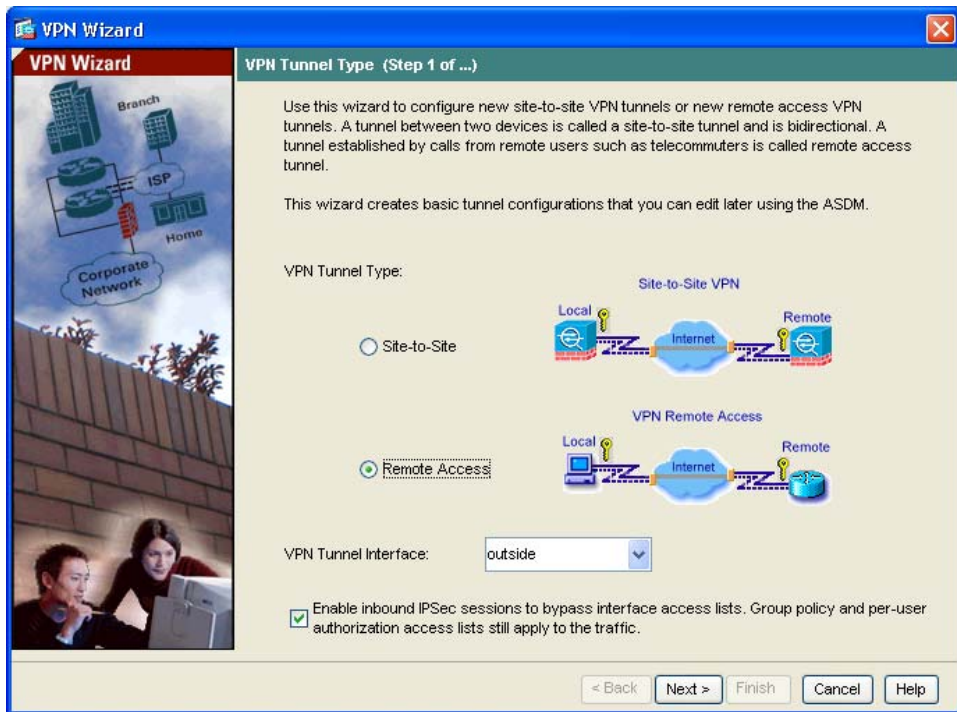 VPN Wizard
VPN Wizard
Branch
ISP
Home
Corporate
Network
VPN Tunnel Type (Step 1 of ...)
Use this wizard to configure new site-to-site VPN tunnels or new remote access VPN
tunnels. A tunnel between two devices is called a site-to-site tunnel and is bidirectional. A
tunnel established by calls from remote users such as telecommuters is called remote access
tunnel.
This wizard creates basic tunnel configurations that you can edit later using the ASDM.
VPN Tunnel Type:
Site-to-Site VPN
Local
Remote
Internet
Site-to-Site
VPN Remote Access
Local
Remote
Internet
Remote Access
VPN Tunnel Interface:
outside
Enable inbound IPSec sessions to bypass interface access lists. Group policy and per-user
authorization access lists still apply to the traffic.
< Back
Next >
Finish
Cancel
Help